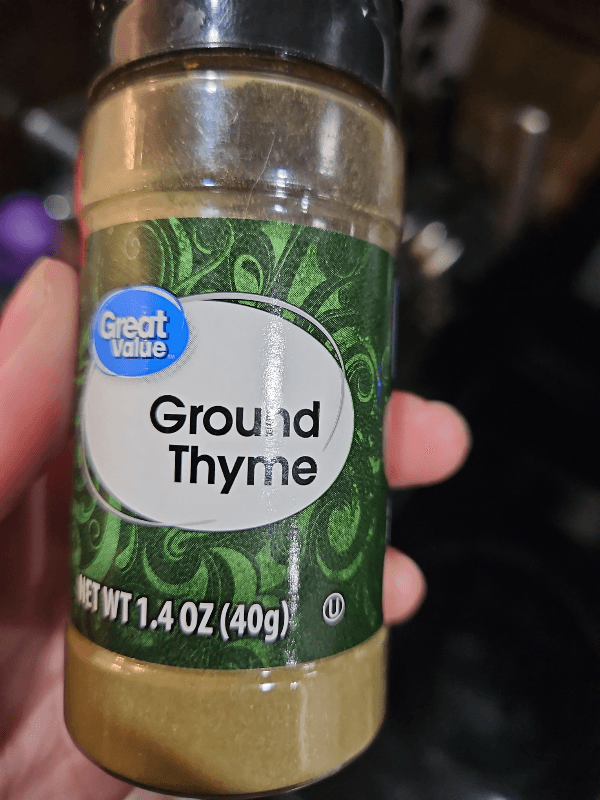 Great
Value
Ground
Thyme
NET WT 1.4 OZ (40g)
U